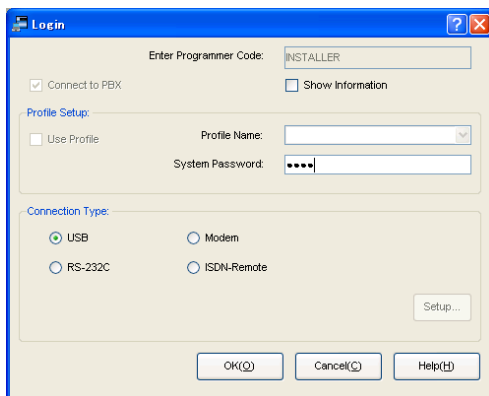 Login
Enter Programmer Code: INSTALLER
Connect to PBX Show Information
Profile Setup:
Use Profile Profile Name:
System Password: ••••
Connection Type:
USB Modem
RS-232C ISDN-Remote
Setup...
OK(O) Cancel(C) Help(H)